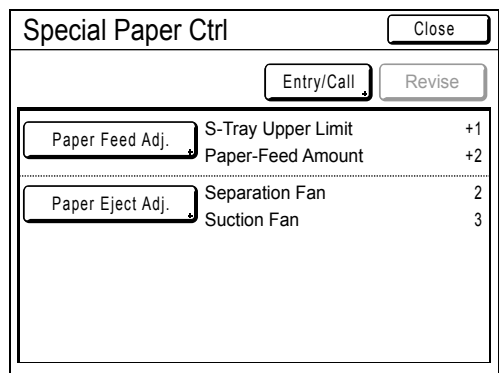 Special Paper Ctrl Close
Entry/Call Revise
Paper Feed Adj. S-Tray Upper Limit +1
Paper-Feed Amount +2
Paper Eject Adj. Separation Fan 2
Suction Fan 3